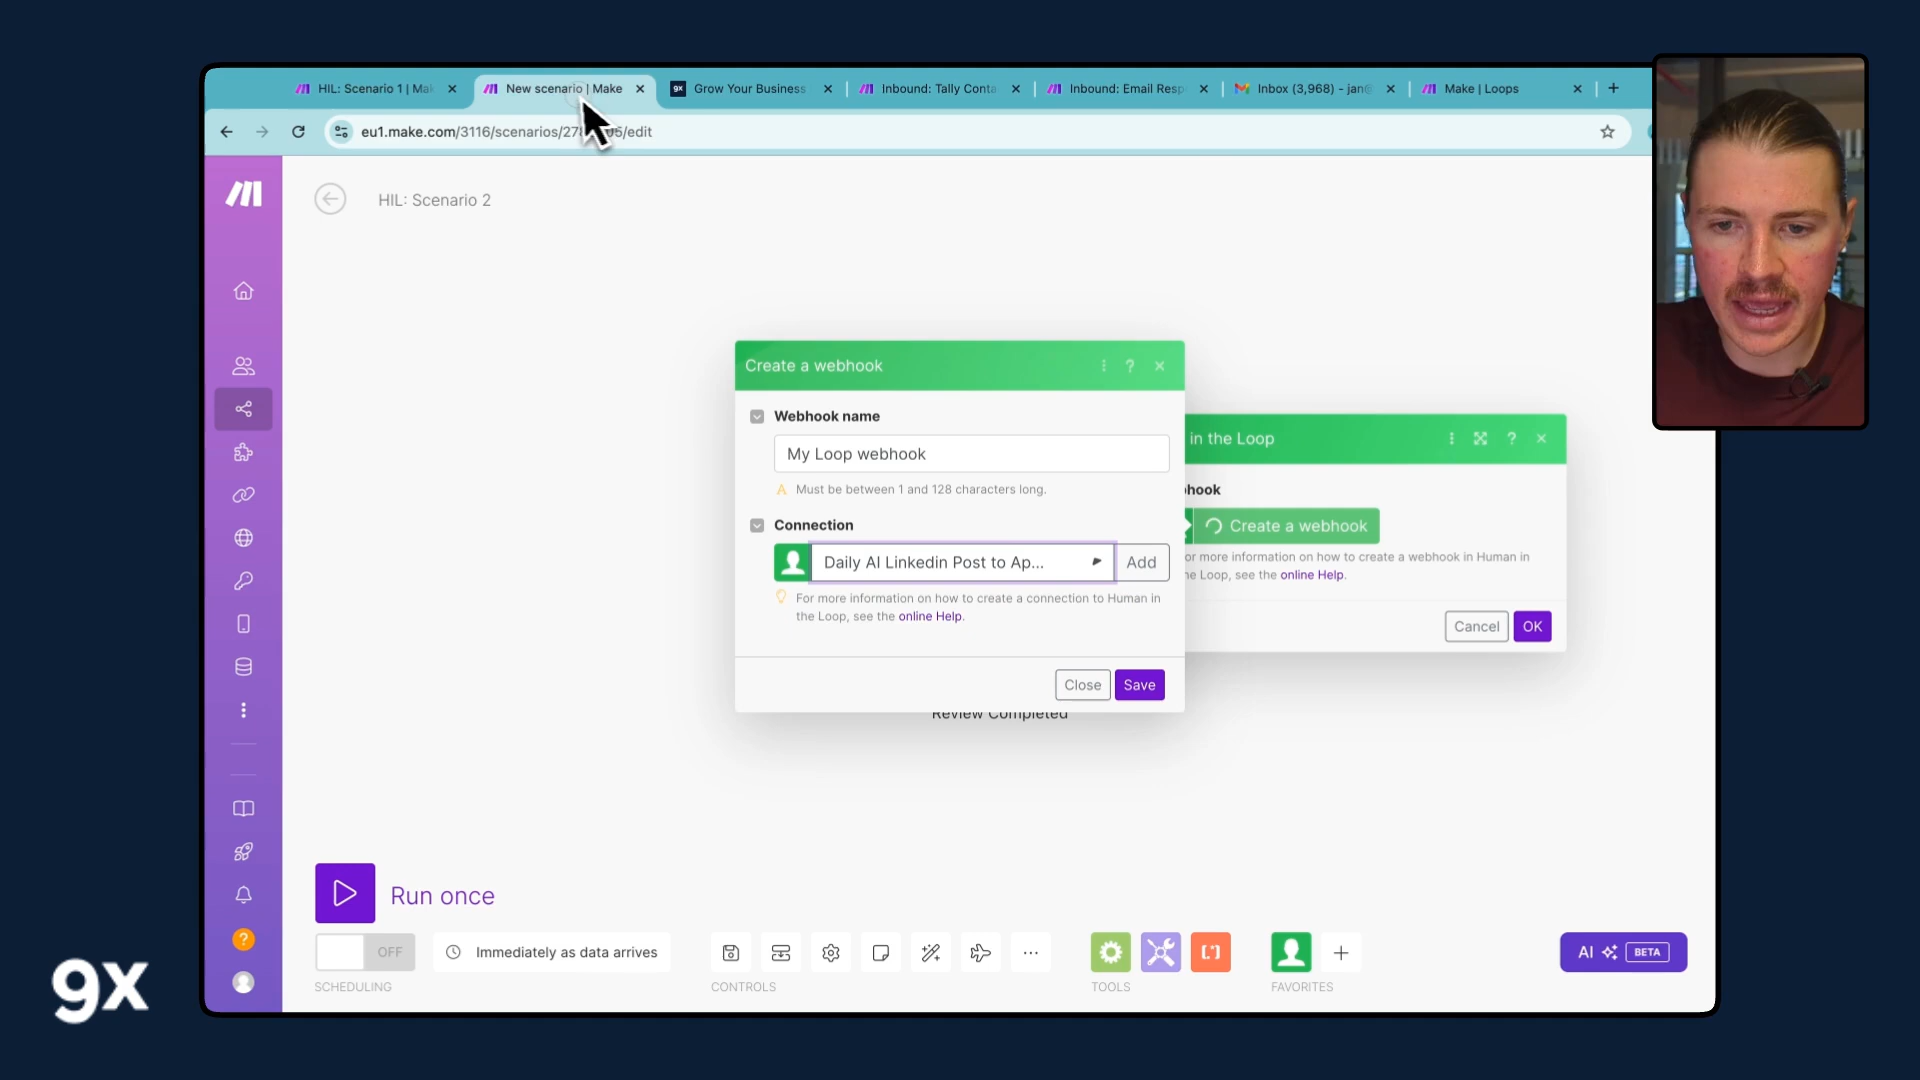 HIL: Scenario 1 | Ma
New scenario | Make
9x
Grow Your Business
Inbound: Tally Conta
Inbound: Email Resp
Inbox (3,968) - jan@
Make | Loops
eu1.make.com/3116/scenarios/27
/edit
HIL: Scenario 2
Create a webhook
?
Webhook name
My Loop webhook
Must be between 1 and 128 characters long.
Connection
Daily AI Linkedin Post to Ap...
Add
For more information on how to create a connection to Human in
the Loop, see the online Help.
Close
Save
in the Loop
?
hook
Create a webhook
or more information on how to create a webhook in Human in
he Loop, see the online Help.
Cancel
OK
Review Completed
Run once
OFF
Immediately as data arrives
SCHEDULING
CONTROLS
TOOLS
FAVORITES
AI
BETA
?
9x